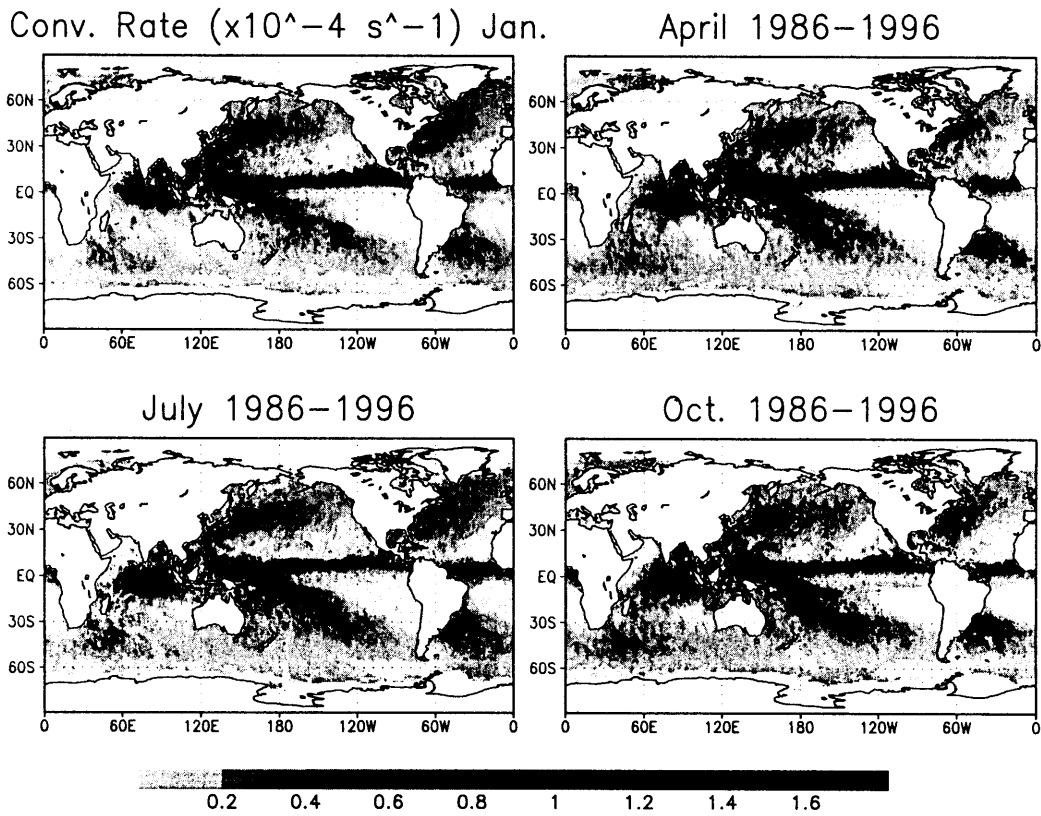 Conv. Rate (x10^-4 s^-1) Jan.
April 1986-1996
60N
30N
EQ
30S
60S
0 60E 120E 180 120W 60W 0
60N
30N
EQ
30S
60S
0 60E 120E 180 120W 60W 0
July 1986-1996
Oct. 1986-1996
60N
30N
EQ
30S
60S
0 60E 120E 180 120W 60W 0
60N
30N
EQ
30S
60S
0 60E 120E 180 120W 60W 0
0.2 0.4 0.6 0.8 1 1.2 1.4 1.6